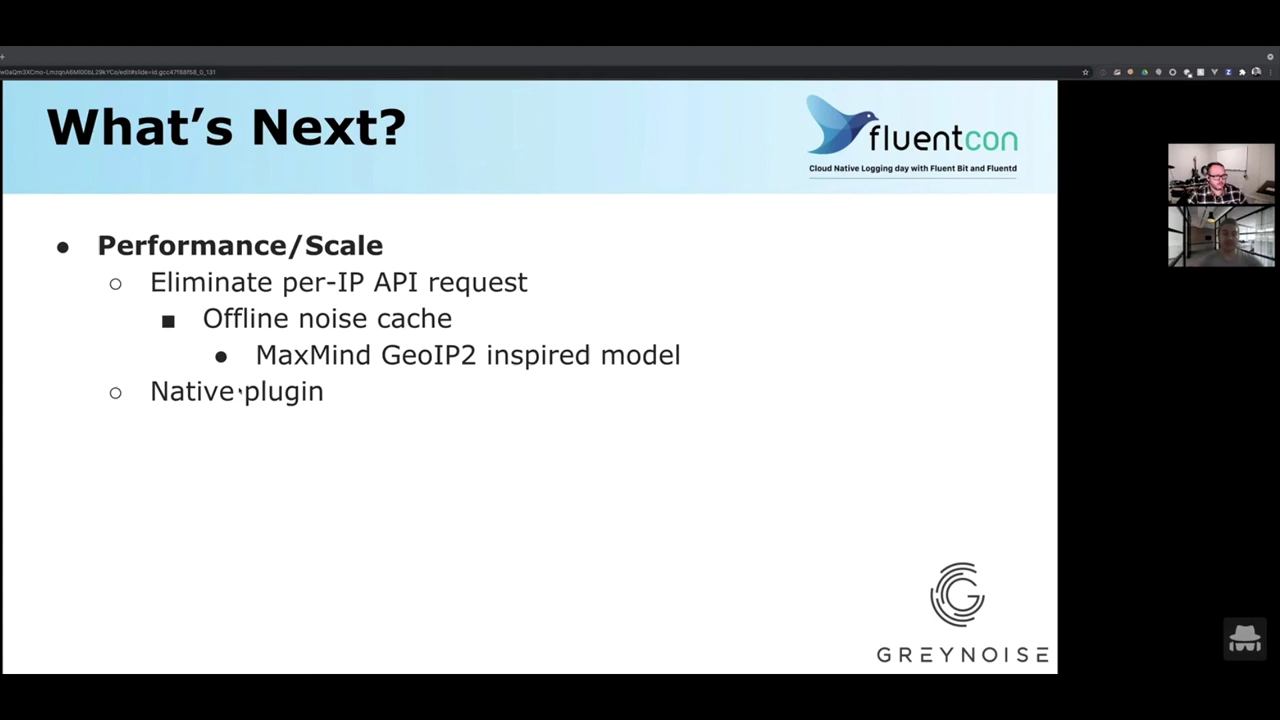 What's Next?
fluentcon
Cloud Native Logging day with Fluent Bit and Fluentd
● Performance/Scale
○ Eliminate per-IP API request
■ Offline noise cache
● MaxMind GeoIP2 inspired model
○ Native plugin
GREYNOISE